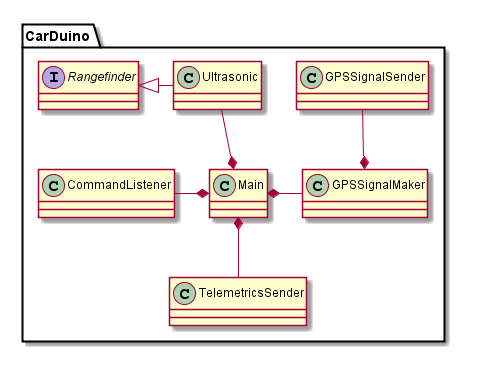 CarDuino
I Rangefinder
C Ultrasonic
C GPSSignalSender
C CommandListener
C Main
C GPSSignalMaker
C TelemetricsSender